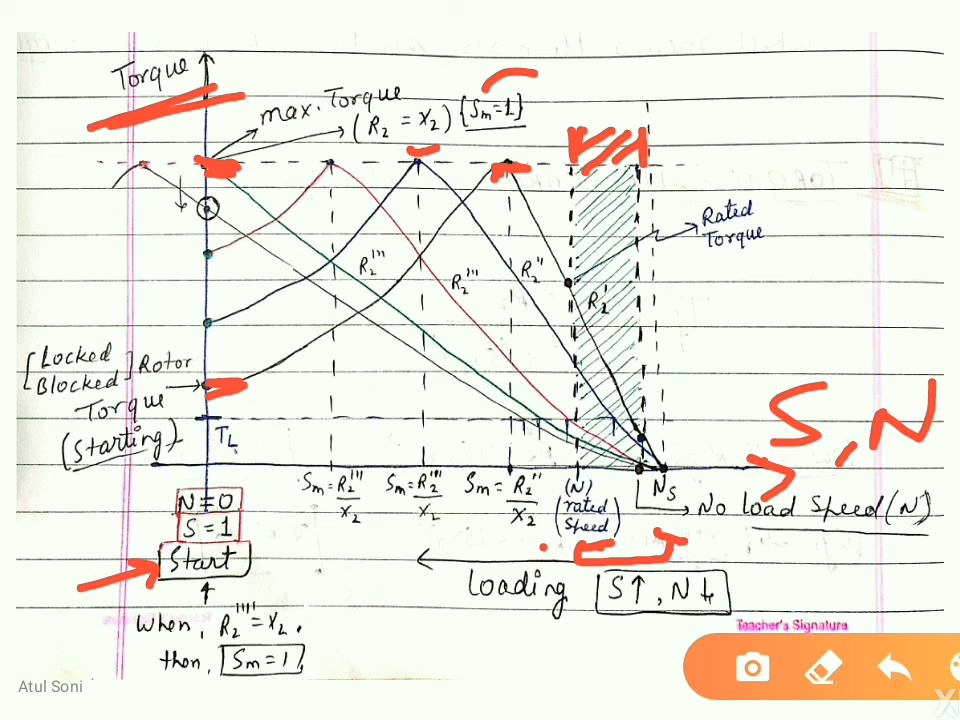 Torque
max. Torque
(R₂ = X₂) {Sm=1}
Rated
Torque
R₂'''
R₂'''
R₂''
R₂'
[Locked
Blocked] Rotor
Torque
(Starting)
TL
S, N
Sm = R₂''''/X₂
Sm = R₂'''/X₂
Sm = R₂''/X₂
(N)
rated
speed
Ns
No load speed (N)
N=0
S=1
Start
Loading S↑, N↓
when, R₂'''' = X₂.
then, Sm=1
Teacher's Signature
Atul Soni